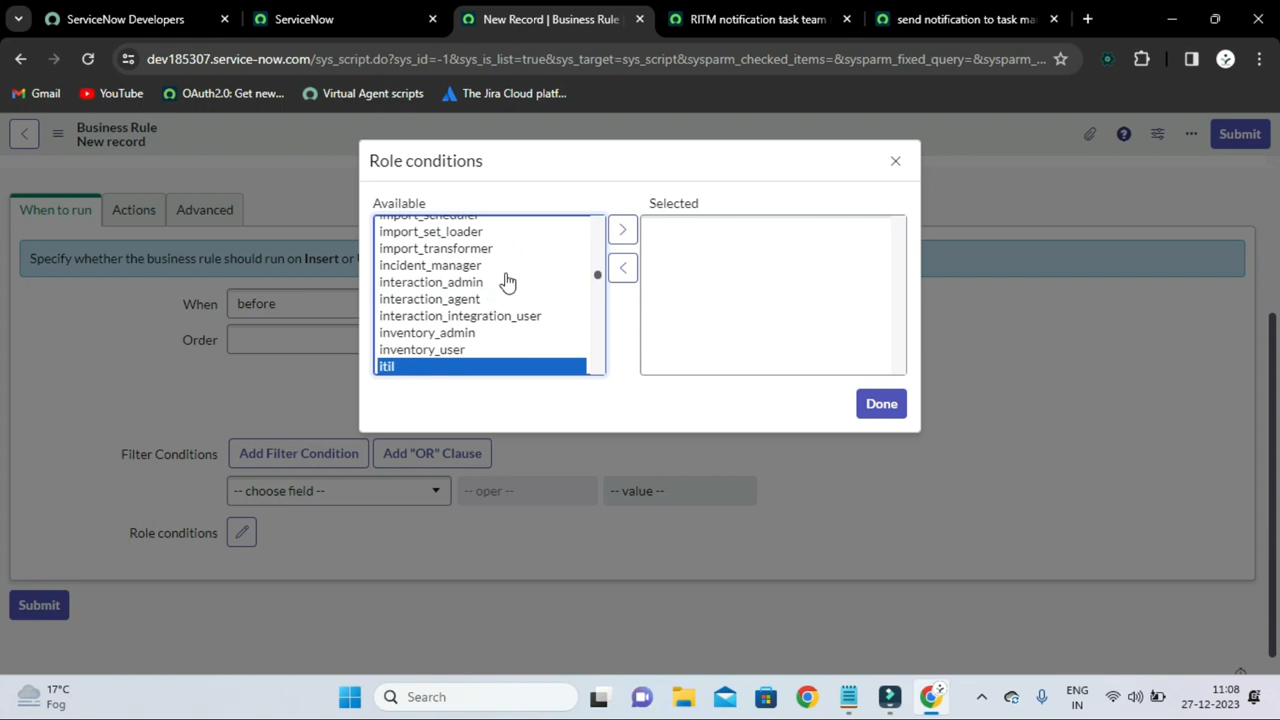 ServiceNow Developers
ServiceNow
New Record | Business Rule
RITM notification task team
send notification to task ma
dev185307.service-now.com/sys_script.do?sys_id=-1&sys_is_list=true&sys_target=sys_script&sysparm_checked_items=&sysparm_fixed_query=&sysparm_...
Gmail
YouTube
OAuth2.0: Get new...
Virtual Agent scripts
The Jira Cloud platf...
Business Rule
New record
Submit
Role conditions
When to run
Actions
Advanced
Available
Selected
import_scheduler
import_set_loader
import_transformer
incident_manager
interaction_admin
interaction_agent
interaction_integration_user
inventory_admin
inventory_user
itil
Specify whether the business rule should run on Insert or
When
before
Order
Done
Filter Conditions
Add Filter Condition
Add "OR" Clause
-- choose field --
-- oper --
-- value --
Role conditions
Submit
17°C
Fog
Search
ENG
IN
11:08
27-12-2023